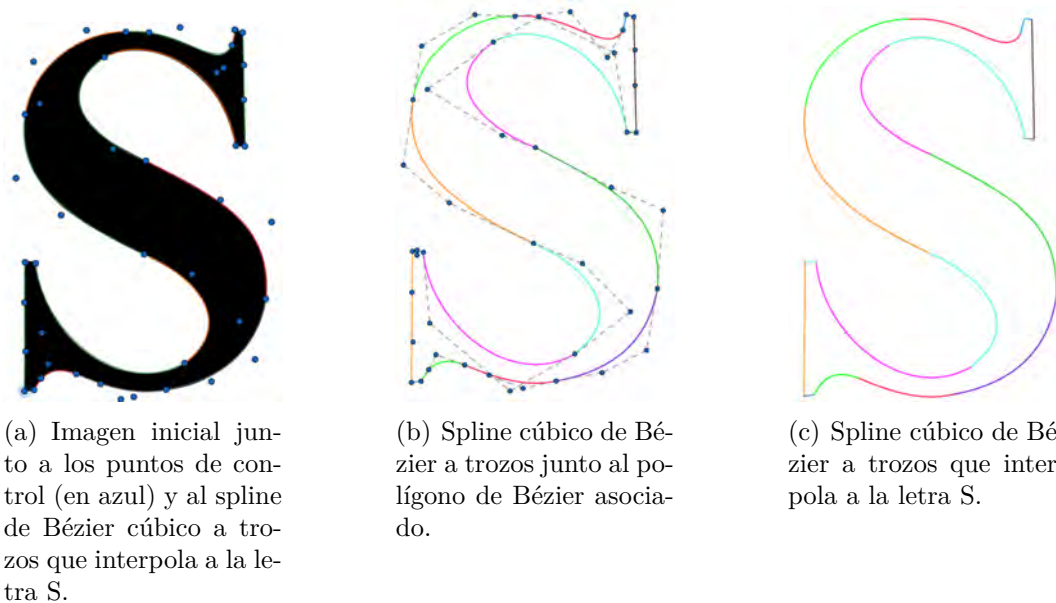 (a) Imagen inicial jun-
to a los puntos de con-
trol (en azul) y al spline
de Bézier cúbico a tro-
zos que interpola a la le-
tra S.
(b) Spline cúbico de Bé-
zier a trozos junto al po-
lígono de Bézier asocia-
do.
(c) Spline cúbico de Bé
zier a trozos que inter
pola a la letra S.